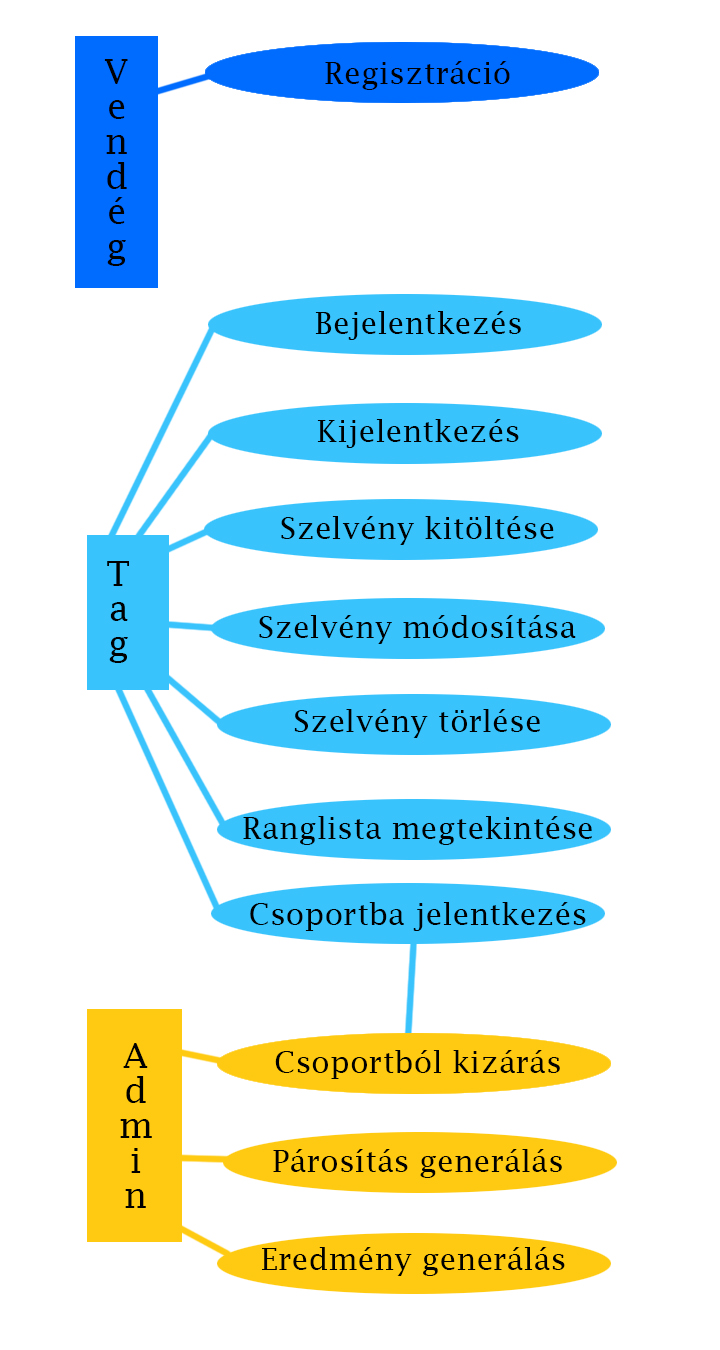 Vendég
Regisztráció
Bejelentkezés
Kijelentkezés
Szelvény kitöltése
Tag
Szelvény módosítása
Szelvény törlése
Ranglista megtekintése
Csoportba jelentkezés
Admin
Csoportból kizárás
Párosítás generálás
Eredmény generálás